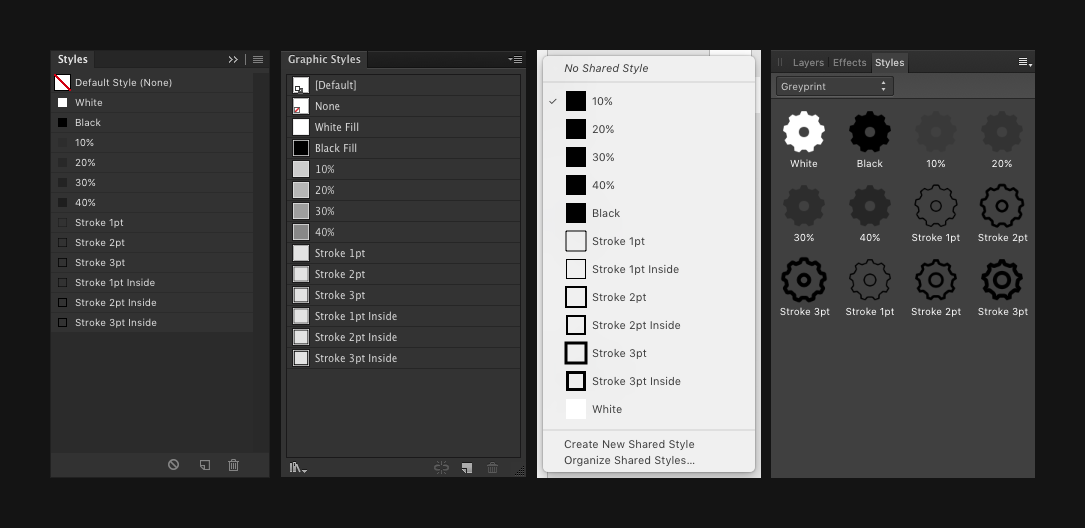 Styles
Default Style (None)
White
Black
10%
20%
30%
40%
Stroke 1pt
Stroke 2pt
Stroke 3pt
Stroke 1pt Inside
Stroke 2pt Inside
Stroke 3pt Inside
Graphic Styles
[Default]
None
White Fill
Black Fill
10%
20%
30%
40%
Stroke 1pt
Stroke 2pt
Stroke 3pt
Stroke 1pt Inside
Stroke 2pt Inside
Stroke 3pt Inside
No Shared Style
10%
20%
30%
40%
Black
Stroke 1pt
Stroke 1pt Inside
Stroke 2pt
Stroke 2pt Inside
Stroke 3pt
Stroke 3pt Inside
White
Create New Shared Style
Organize Shared Styles...
Layers Effects Styles
Greyprint
White Black 10% 20%
30% 40% Stroke 1pt Stroke 2pt
Stroke 3pt Stroke 1pt Stroke 2pt Stroke 3pt